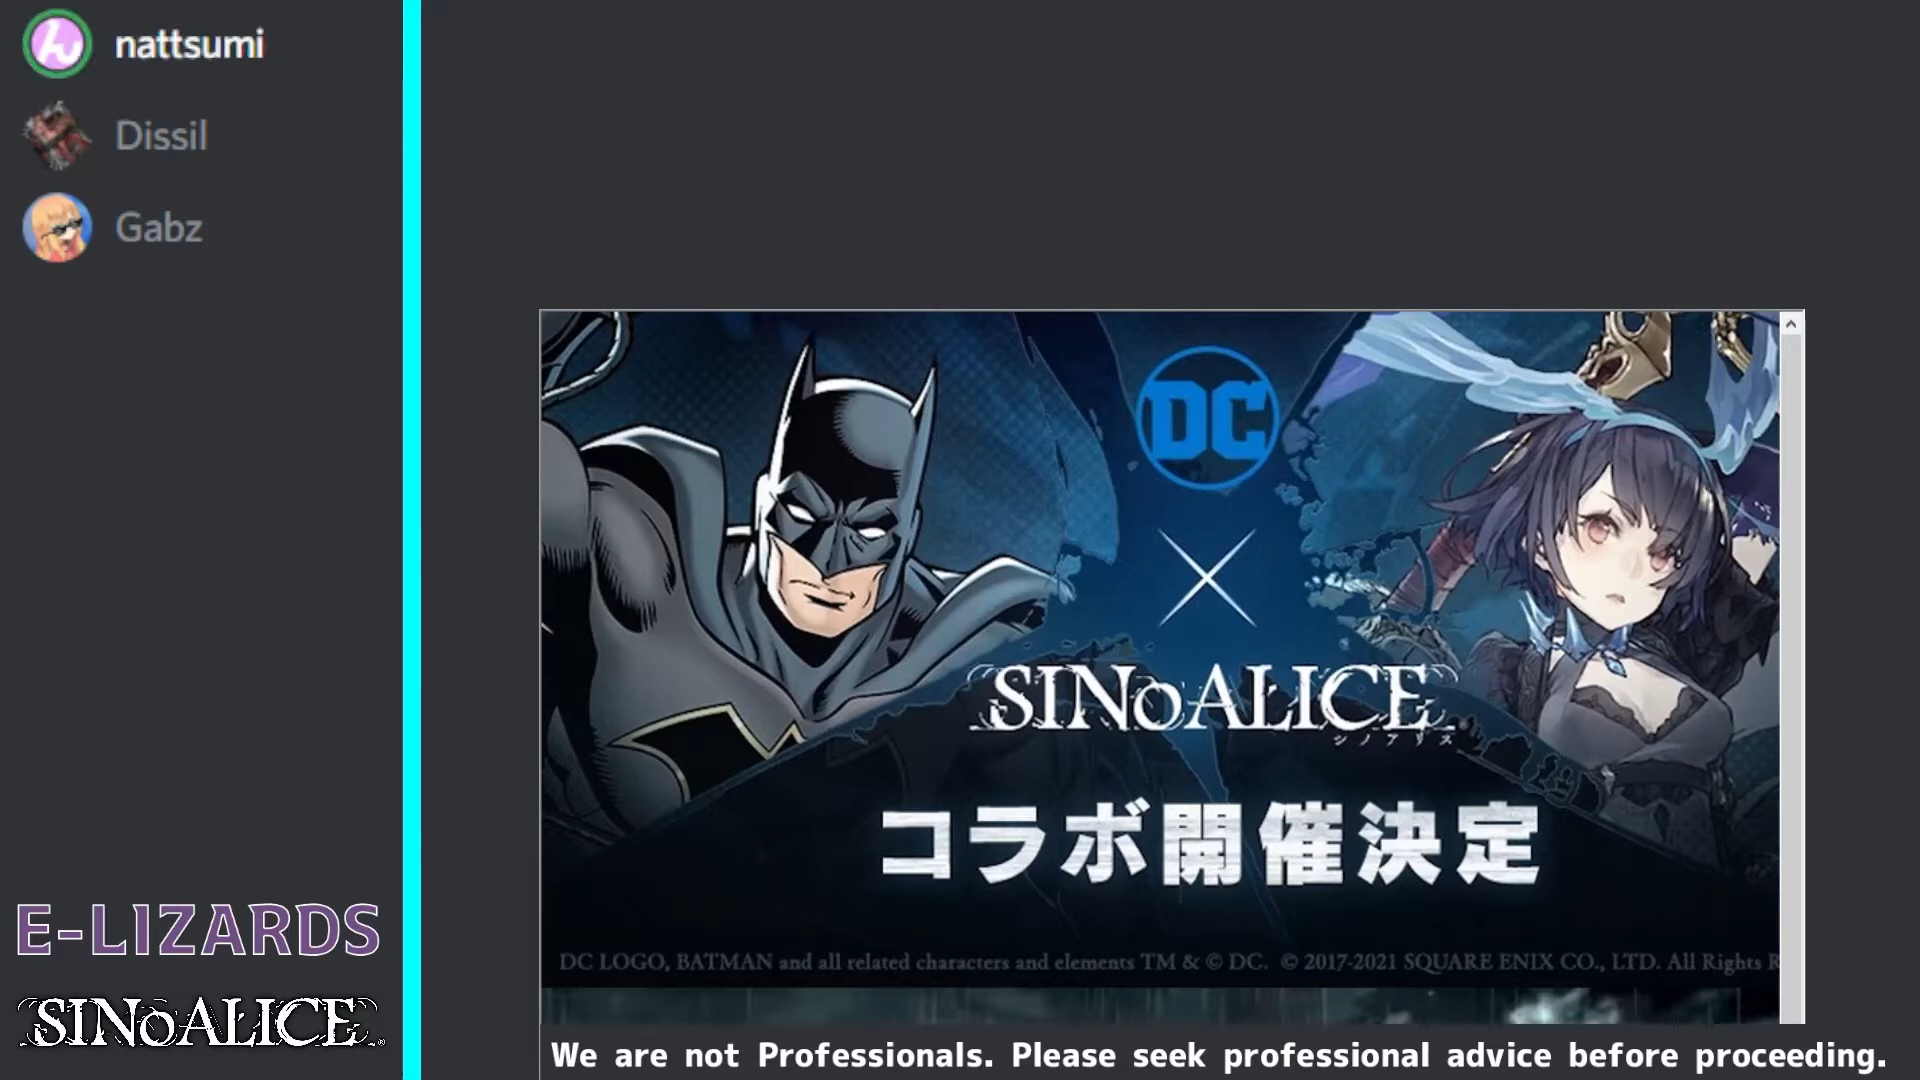 nattsumi
Dissil
Gabz
E-LIZARDS
SINoALICE
DC
×
SINoALICE
シノアリス
コラボ開催決定
DC LOGO, BATMAN and all related characters and elements TM & © DC. © 2017-2021 SQUARE ENIX CO., LTD. All Rights R
We are not Professionals. Please seek professional advice before proceeding.